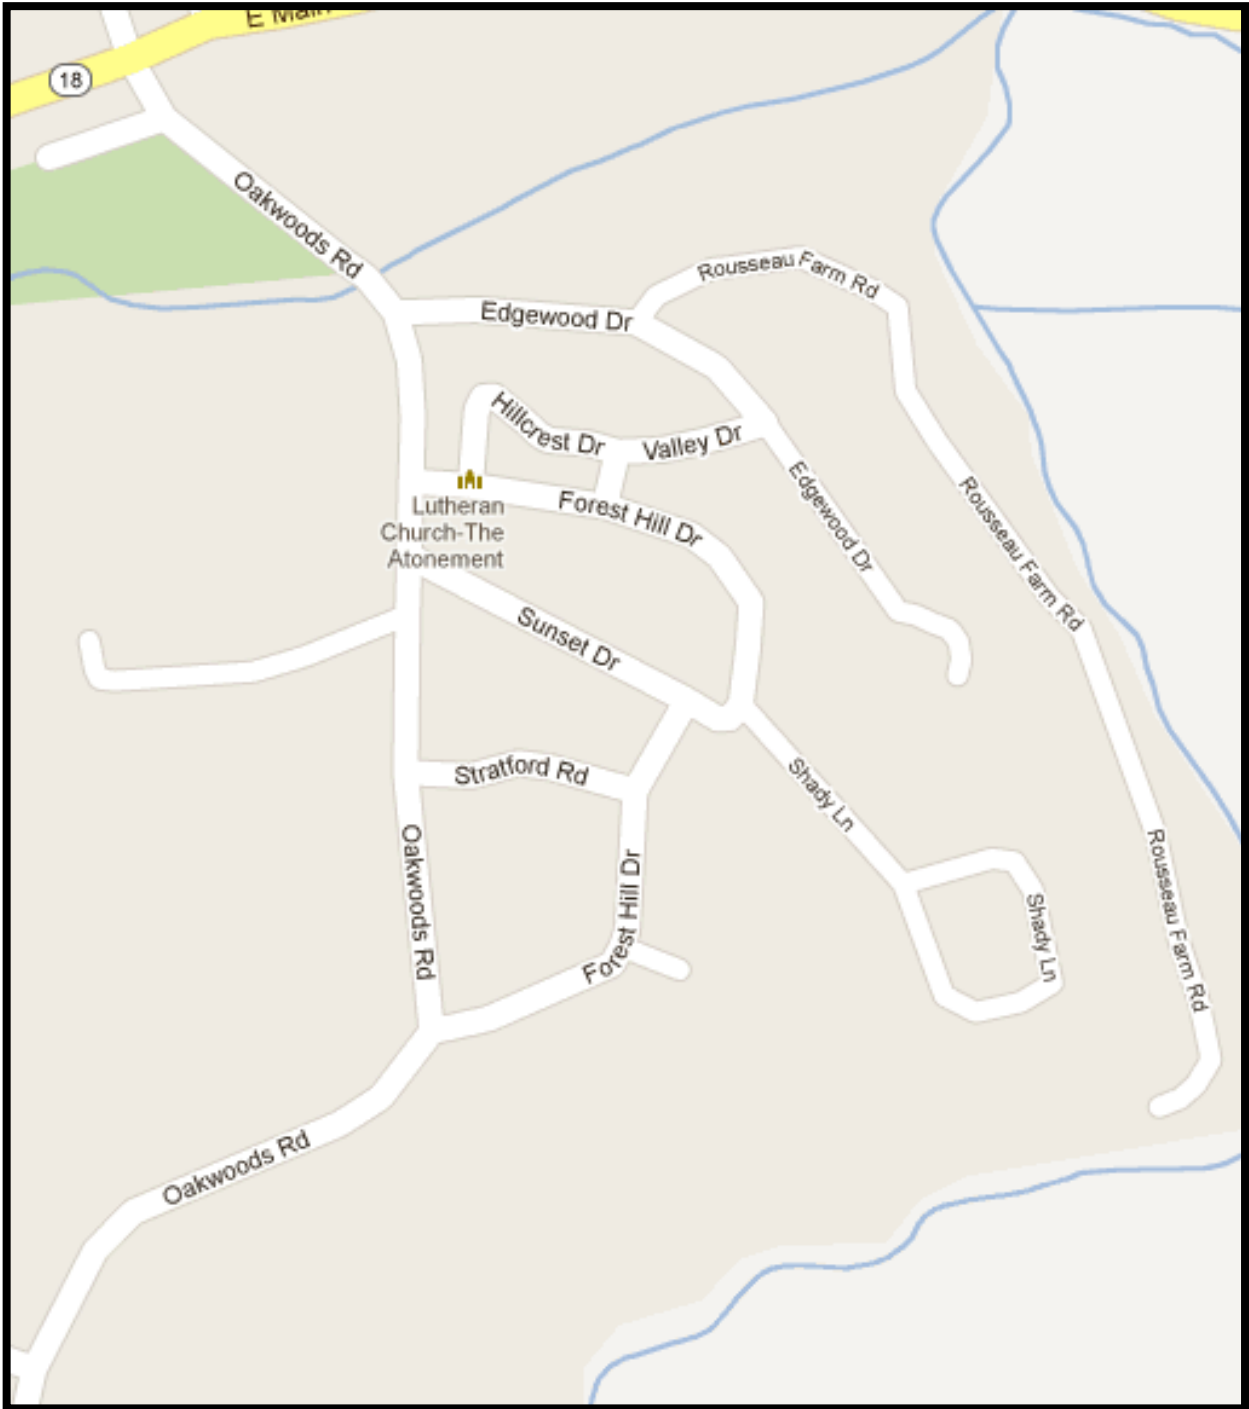 E Main
18
Oakwoods Rd
Rousseau Farm Rd
Edgewood Dr
Hillcrest Dr
Valley Dr
Edgewood Dr
Forest Hill Dr
Lutheran
Church-The
Atonement
Rousseau Farm Rd
Sunset Dr
Stratford Rd
Shady Ln
Oakwoods Rd
Forest Hill Dr
Rousseau Farm Rd
Shady Ln
Oakwoods Rd